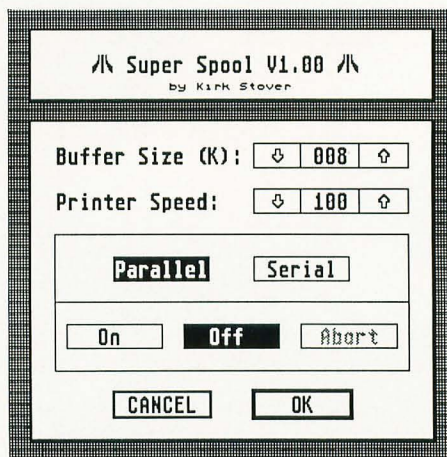 Super Spool V1.00
by Kirk Stover
Buffer Size (K): 008
Printer Speed: 100
Parallel Serial
On Off Abort
CANCEL OK